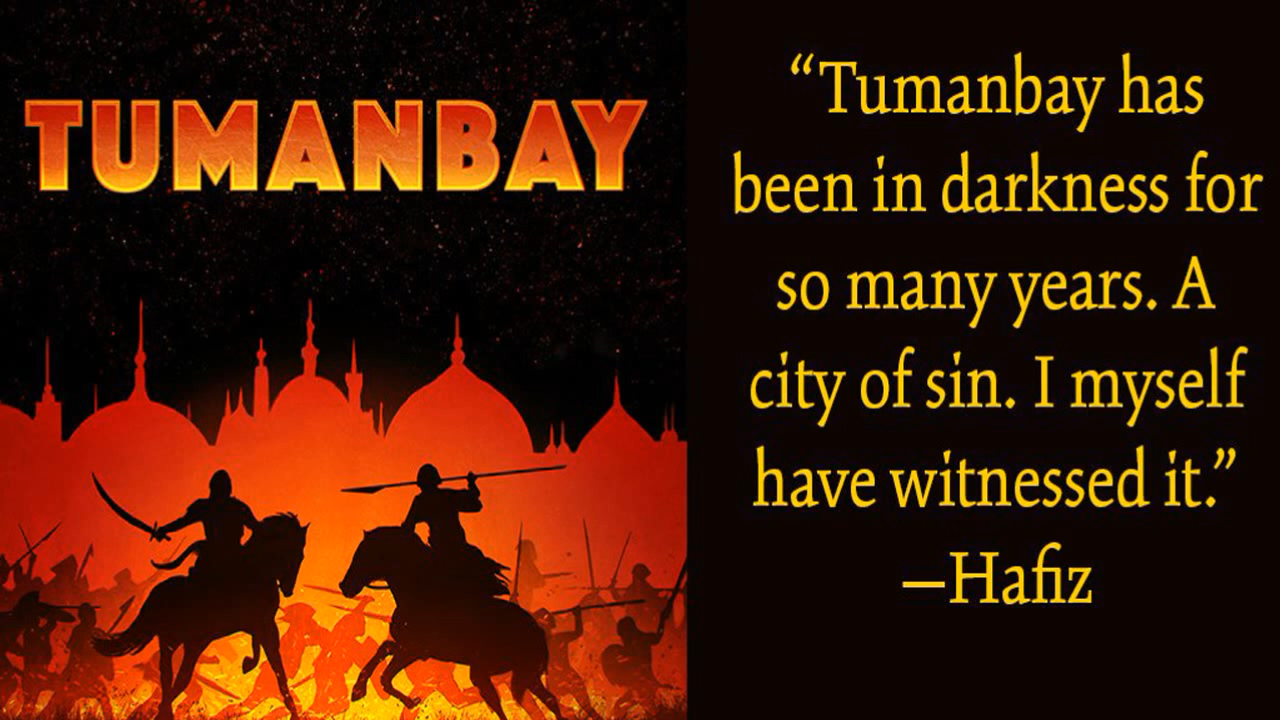 TUMANBAY
“Tumanbay has
been in darkness for
so many years. A
city of sin. I myself
have witnessed it.”
—Hafiz